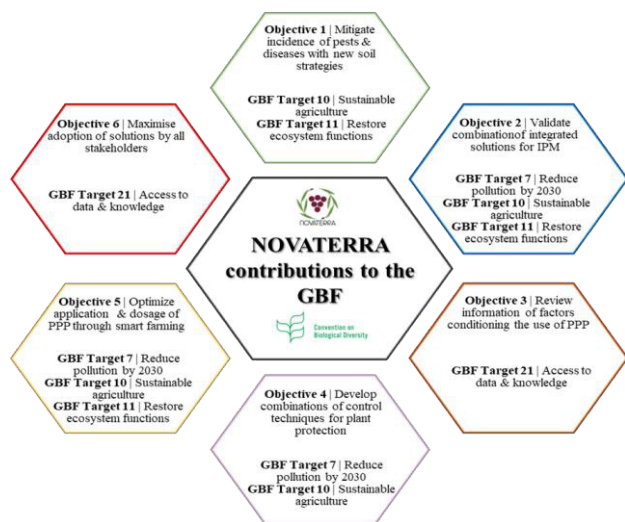 Objective 1 | Mitigate
incidence of pests &
diseases with new soil
strategies
GBF Target 10 | Sustainable
agriculture
GBF Target 11 | Restore
ecosystem functions
Objective 6 | Maximise
adoption of solutions by all
stakeholders
GBF Target 21 | Access to
data & knowledge
Objective 2 | Validate
combinationof integrated
solutions for IPM
GBF Target 7 | Reduce
pollution by 2030
GBF Target 10 | Sustainable
agriculture
GBF Target 11 | Restore
ecosystem functions
NOVATERRA
NOVATERRA
contributions to the
GBF
Convention on
Biological Diversity
Objective 5 | Optimize
application & dosage of
PPP through smart farming
GBF Target 7 | Reduce
pollution by 2030
GBF Target 10 | Sustainable
agriculture
GBF Target 11 | Restore
ecosystem functions
Objective 3 | Review
information of factors
conditioning the use of PPP
GBF Target 21 | Access to
data & knowledge
Objective 4 | Develop
combinations of control
techniques for plant
protection
GBF Target 7 | Reduce
pollution by 2030
GBF Target 10 | Sustainable
agriculture